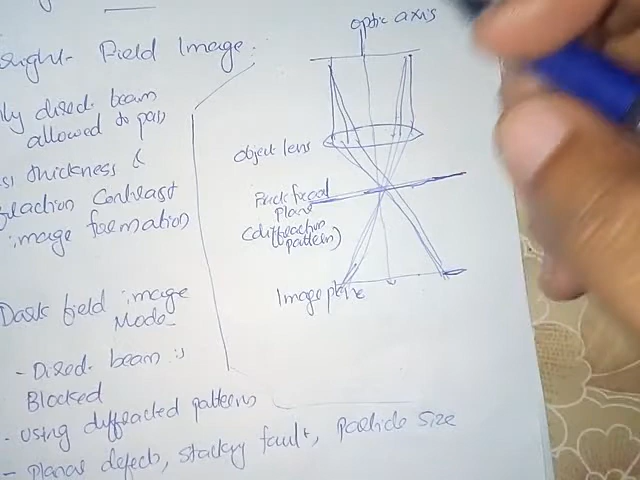 Bright-Field Image:
Only direct beam
allowed to pass
Mass thickness &
diffraction Contrast
image formation
Dark field image
Mode
- Direct beam is
Blocked
- using diffracted patterns
- planar defects, stacking fault, particle size
optic axis
Object lens
Back focal
plane
(diffraction
pattern)
Image plane